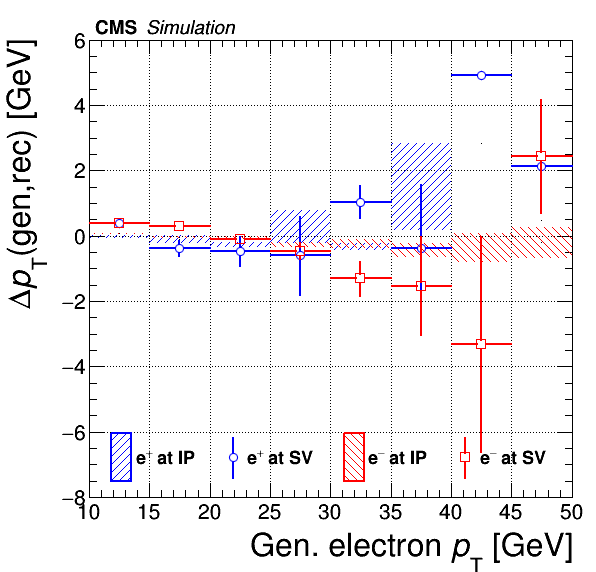 CMS Simulation
Δp_T(gen,rec) [GeV]
6
4
2
0
−2
−4
−6
−8
e⁺ at IP e⁺ at SV e⁻ at IP e⁻ at SV
10 15 20 25 30 35 40 45 50
Gen. electron p_T [GeV]